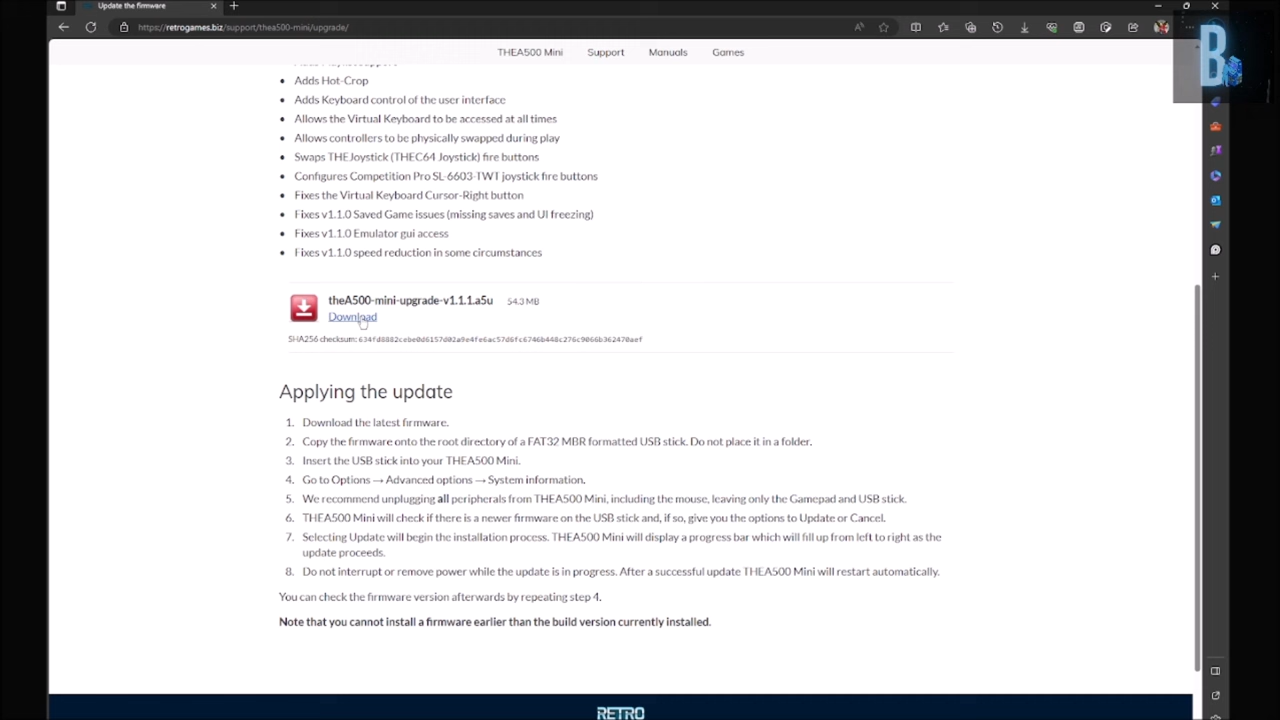 Update the firmware
https://retrogames.biz/support/thea500-mini/upgrade/
THEA500 Mini Support Manuals Games
Adds Hot-Crop
Adds Keyboard control of the user interface
Allows the Virtual Keyboard to be accessed at all times
Allows controllers to be physically swapped during play
Swaps THEJoystick (THEC64 Joystick) fire buttons
Configures Competition Pro SL-6603-TWT joystick fire buttons
Fixes the Virtual Keyboard Cursor-Right button
Fixes v1.1.0 Saved Game issues (missing saves and UI freezing)
Fixes v1.1.0 Emulator gui access
Fixes v1.1.0 speed reduction in some circumstances
theA500-mini-upgrade-v1.1.1.a5u 54.3 MB
Download
SHA256 checksum:
Applying the update
1. Download the latest firmware.
2. Copy the firmware onto the root directory of a FAT32 MBR formatted USB stick. Do not place it in a folder.
3. Insert the USB stick into your THEA500 Mini.
4. Go to Options → Advanced options → System information.
5. We recommend unplugging all peripherals from THEA500 Mini, including the mouse, leaving only the Gamepad and USB stick.
6. THEA500 Mini will check if there is a newer firmware on the USB stick and, if so, give you the options to Update or Cancel.
7. Selecting Update will begin the installation process. THEA500 Mini will display a progress bar which will fill up from left to right as the
update proceeds.
8. Do not interrupt or remove power while the update is in progress. After a successful update THEA500 Mini will restart automatically.
You can check the firmware version afterwards by repeating step 4.
Note that you cannot install a firmware earlier than the build version currently installed.
RETRO
B